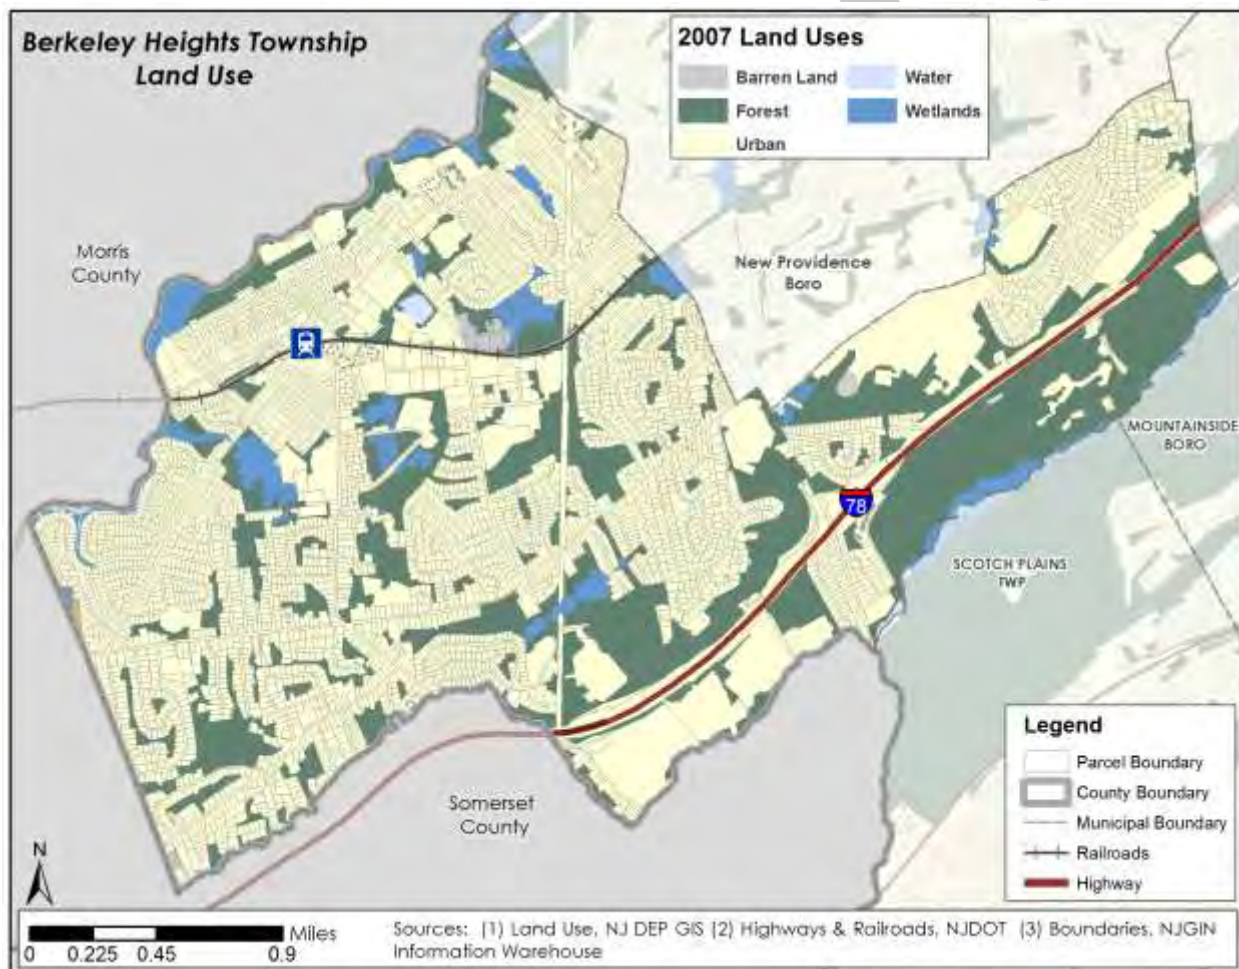 Berkeley Heights Township
Land Use
2007 Land Uses
Barren Land
Water
Forest
Wetlands
Urban
Morris
County
New Providence
Boro
MOUNTAINSIDE
BORO
78
SCOTCH PLAINS
TWP
Somerset
County
Legend
Parcel Boundary
County Boundary
Municipal Boundary
Railroads
Highway
N
Miles
0 0.225 0.45 0.9
Sources: (1) Land Use, NJ DEP GIS (2) Highways & Railroads, NJDOT (3) Boundaries, NJGIN
Information Warehouse